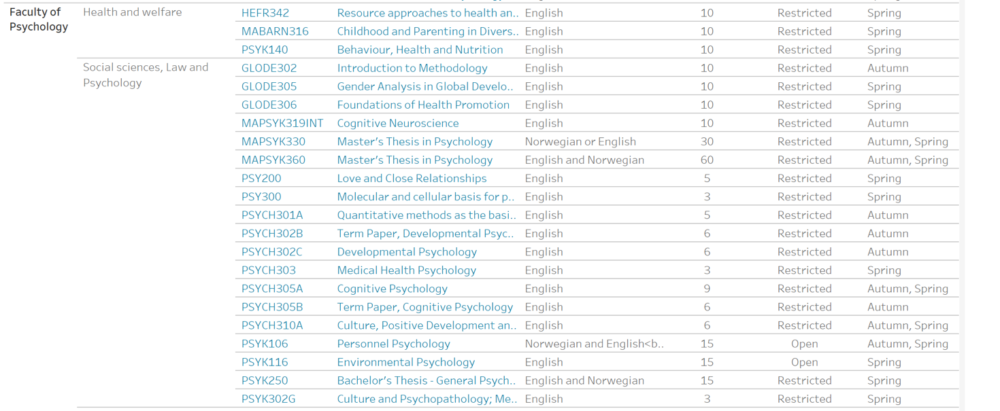 Faculty of
Psychology
Health and welfare
HEFR342 Resource approaches to health an.. English 10 Restricted Spring
MABARN316 Childhood and Parenting in Divers.. English 10 Restricted Spring
PSYK140 Behaviour, Health and Nutrition English 10 Restricted Spring
Social sciences, Law and
Psychology
GLODE302 Introduction to Methodology English 10 Restricted Autumn
GLODE305 Gender Analysis in Global Develo.. English 10 Restricted Spring
GLODE306 Foundations of Health Promotion English 10 Restricted Spring
MAPSYK319INT Cognitive Neuroscience English 10 Restricted Autumn
MAPSYK330 Master’s Thesis in Psychology Norwegian or English 30 Restricted Autumn, Spring
MAPSYK360 Master’s Thesis in Psychology English and Norwegian 60 Restricted Autumn, Spring
PSY200 Love and Close Relationships English 5 Restricted Spring
PSY300 Molecular and cellular basis for p.. English 3 Restricted Spring
PSYCH301A Quantitative methods as the basi.. English 5 Restricted Autumn
PSYCH302B Term Paper, Developmental Psyc.. English 6 Restricted Autumn
PSYCH302C Developmental Psychology English 6 Restricted Autumn
PSYCH303 Medical Health Psychology English 3 Restricted Spring
PSYCH305A Cognitive Psychology English 9 Restricted Autumn, Spring
PSYCH305B Term Paper, Cognitive Psychology English 6 Restricted Autumn
PSYCH310A Culture, Positive Development an.. English 6 Restricted Autumn, Spring
PSYK106 Personnel Psychology Norwegian and English<b.. 15 Open Autumn, Spring
PSYK116 Environmental Psychology English 15 Open Spring
PSYK250 Bachelor’s Thesis - General Psych.. English and Norwegian 15 Restricted Spring
PSYK302G Culture and Psychopathology; Me.. English 3 Restricted Spring